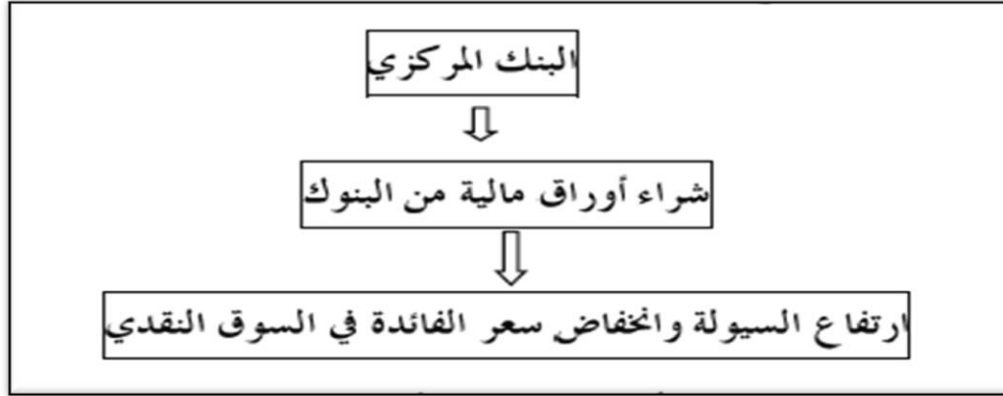 البنك المركزي
شراء أوراق مالية من البنوك
ارتفاع السيولة وانخفاض سعر الفائدة في السوق النقدي